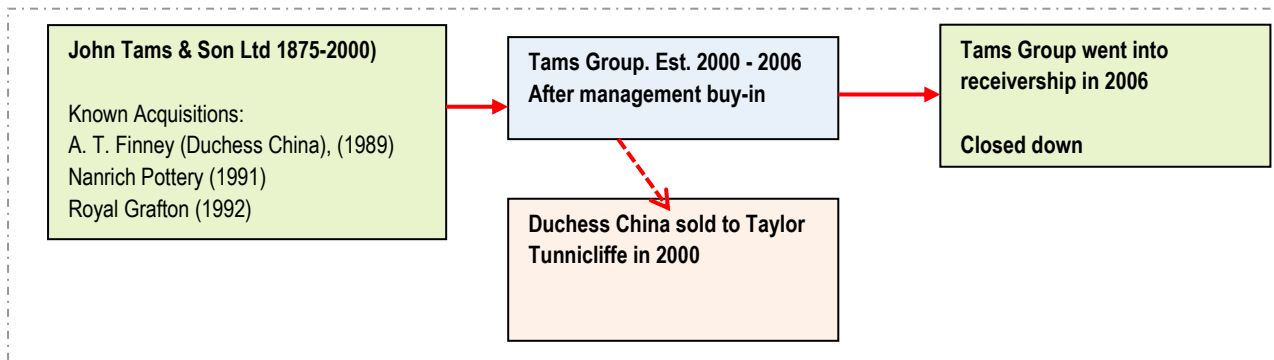 John Tams & Son Ltd 1875-2000)
Known Acquisitions:
A. T. Finney (Duchess China), (1989)
Nanrich Pottery (1991)
Royal Grafton (1992)
Tams Group. Est. 2000 - 2006
After management buy-in
Duchess China sold to Taylor
Tunnicliffe in 2000
Tams Group went into
receivership in 2006
Closed down